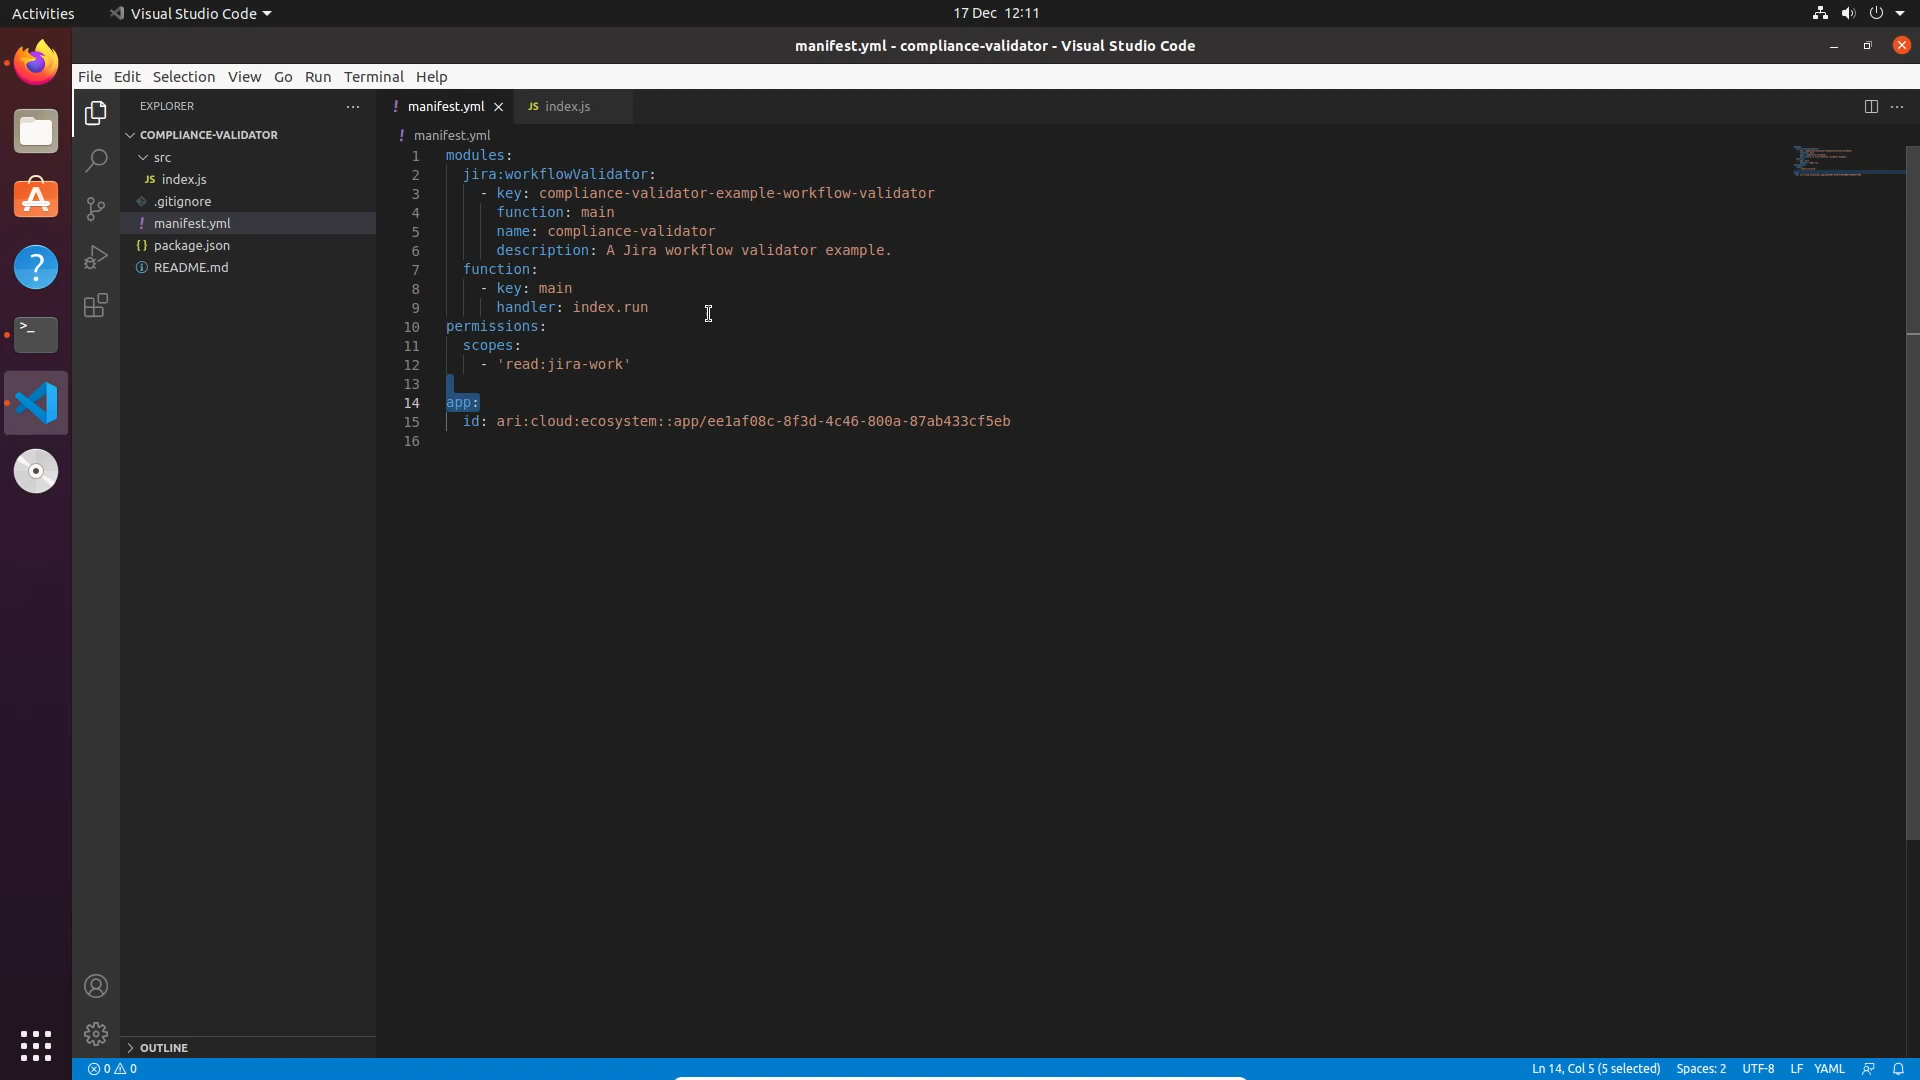 Activities
Visual Studio Code
17 Dec 12:11
manifest.yml - compliance-validator - Visual Studio Code
File Edit Selection View Go Run Terminal Help
EXPLORER
COMPLIANCE-VALIDATOR
src
JS index.js
.gitignore
! manifest.yml
{} package.json
README.md
OUTLINE
! manifest.yml
JS index.js
! manifest.yml
1 modules:
2 jira:workflowValidator:
3 - key: compliance-validator-example-workflow-validator
4 function: main
5 name: compliance-validator
6 description: A Jira workflow validator example.
7 function:
8 - key: main
9 handler: index.run
10 permissions:
11 scopes:
12 - 'read:jira-work'
13
14 app:
15 id: ari:cloud:ecosystem::app/ee1af08c-8f3d-4c46-800a-87ab433cf5eb
16
0 0
Ln 14, Col 5 (5 selected) Spaces: 2 UTF-8 LF YAML